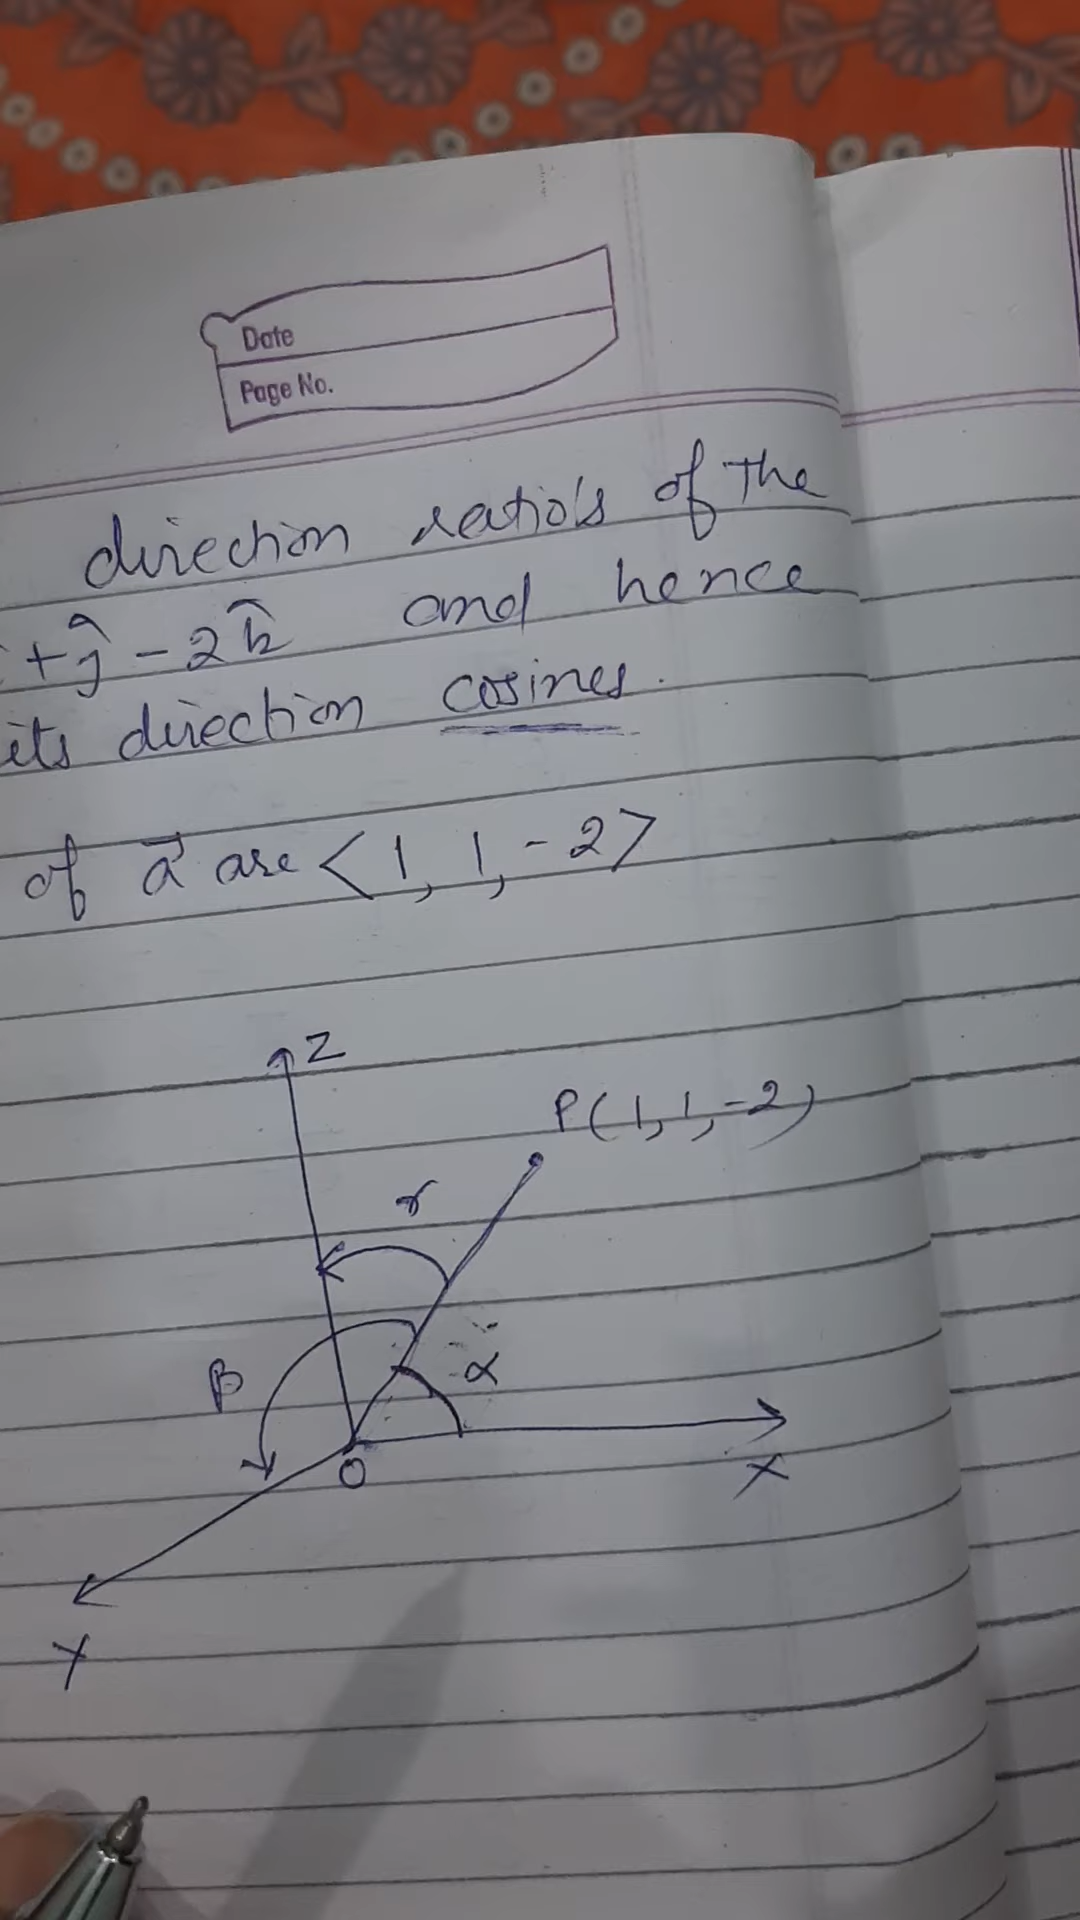 Date
Page No.
direction ratio's of the
+ĵ - 2k̂ and hence
its direction cosines.
of a⃗ are <1, 1, -2>
Z
P(1, 1, -2)
γ
β
α
O
X
Y